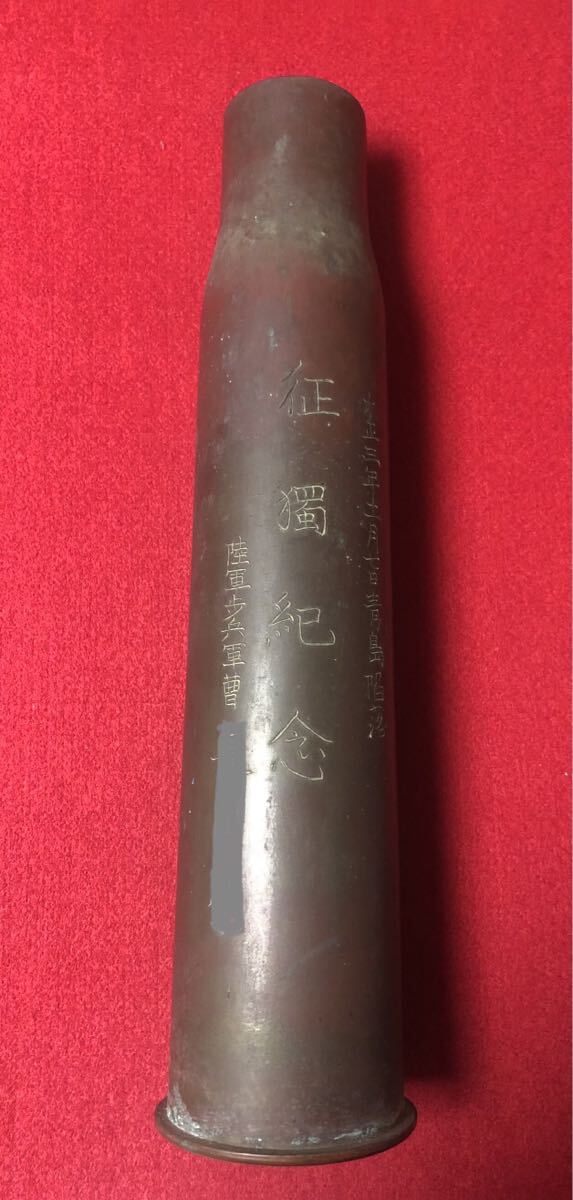 大正三年十一月七日青島陥落
征獨紀念
陸軍歩兵軍曹